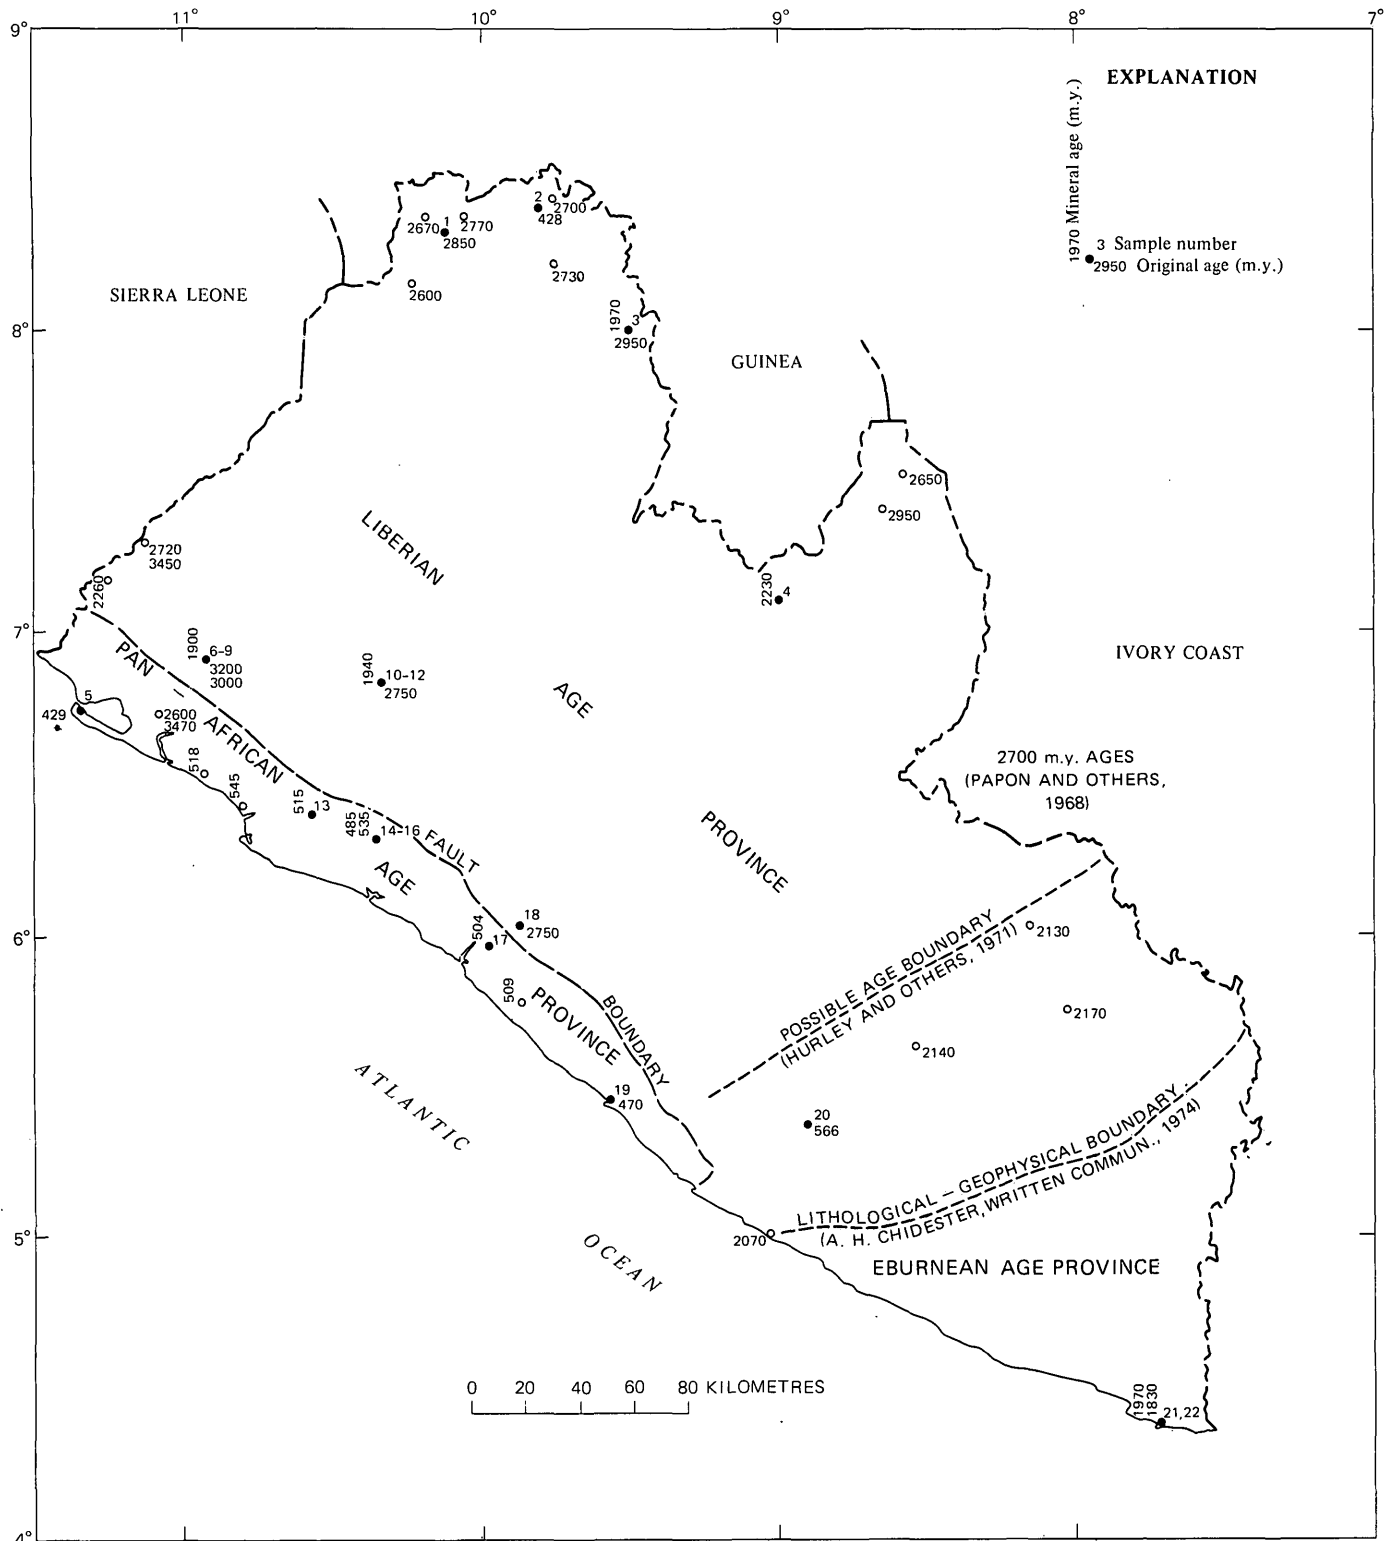 11°
10°
9°
8°
7°
9°
EXPLANATION
1970 Mineral age (m.y.)
3 Sample number
2950 Original age (m.y.)
2
2700
428
2670
1
2770
2850
2730
2600
SIERRA LEONE
1970
3
2950
8°
GUINEA
2650
2950
LIBERIAN
2720
3450
2260
2230
4
7°
PAN
1900
6-9
3200
3000
1940
10-12
2750
IVORY COAST
AGE
5
429
2600
3470
AFRICAN
518
545
515
13
485
535
14-16
FAULT
2700 m.y. AGES
(PAPON AND OTHERS,
1968)
PROVINCE
AGE
6°
504
17
18
2750
POSSIBLE AGE BOUNDARY
(HURLEY AND OTHERS, 1971)
2130
509
PROVINCE
BOUNDARY
2170
2140
ATLANTIC
19
470
20
566
LITHOLOGICAL – GEOPHYSICAL BOUNDARY
(A. H. CHIDESTER, WRITTEN COMMUN., 1974)
5°
2070
OCEAN
EBURNEAN AGE PROVINCE
0 20 40 60 80 KILOMETRES
1970
1830
21,22
4°